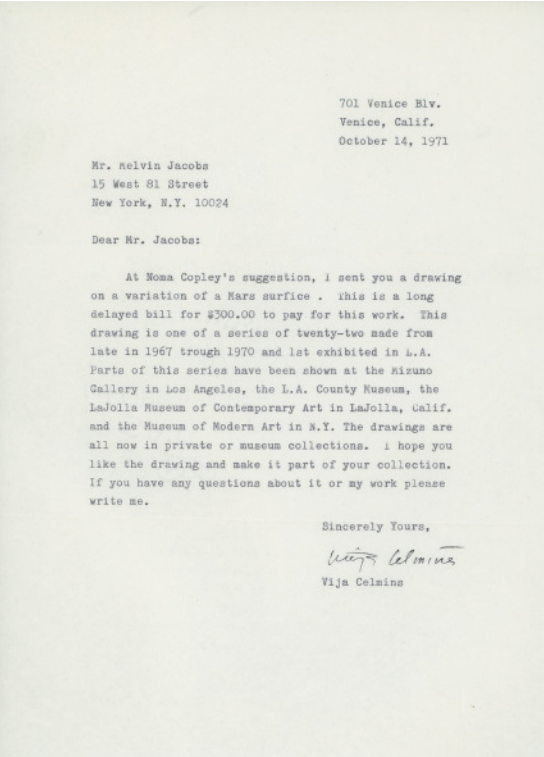 701 Venice Blv.
Venice, Calif.
October 14, 1971
Mr. Melvin Jacobs
15 West 81 Street
New York, N.Y. 10024
Dear Mr. Jacobs:
At Noma Copley's suggestion, I sent you a drawing
on a variation of a Mars surfice . This is a long
delayed bill for $300.00 to pay for this work. This
drawing is one of a series of twenty-two made from
late in 1967 trough 1970 and 1st exhibited in L.A.
Parts of this series have been shown at the Mizuno
Gallery in Los Angeles, the L.A. County Museum, the
LaJolla Museum of Contemporary Art in LaJolla, Calif.
and the Museum of Modern Art in N.Y. The drawings are
all now in private or museum collections. I hope you
like the drawing and make it part of your collection.
If you have any questions about it or my work please
write me.
Sincerely Yours,
Vija Celmins
Vija Celmins